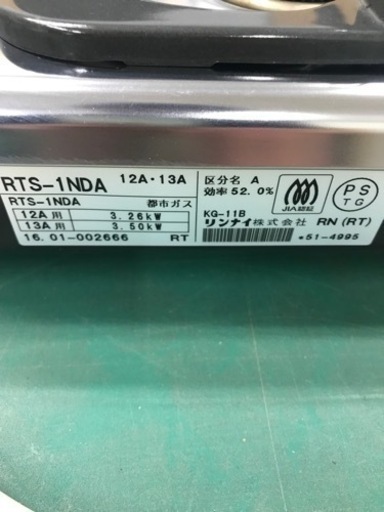 RTS-1NDA 12A・13A
RTS-1NDA 都市ガス
12A用 3.26kW
13A用 3.50kW
16.01-002666 RT
区分名 A
効率52.0%
KG-11B
リンナイ株式会社 RN(RT)
*51-4995
JIA認証
PS
TG